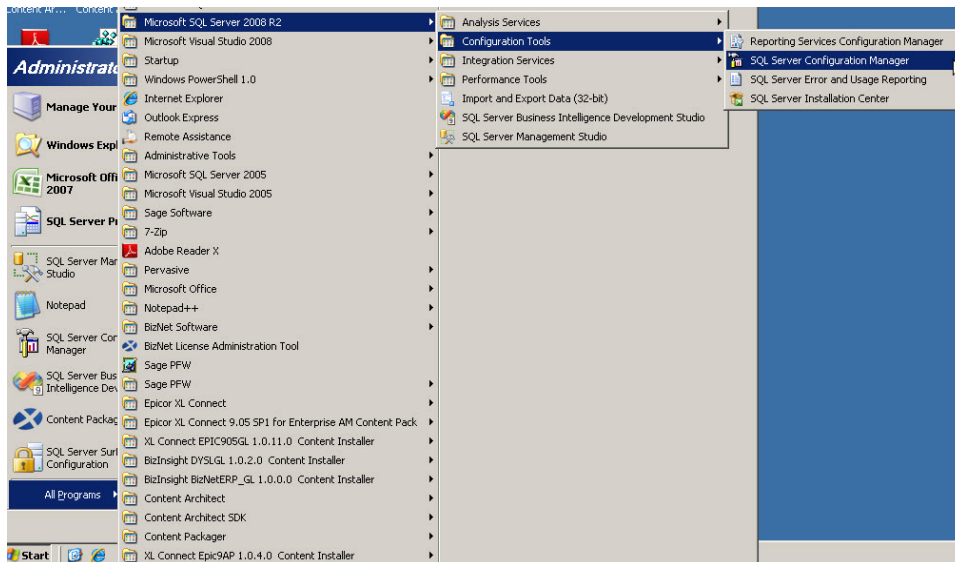 Content Ar... Content
Administrat
Manage Your
Windows Expl
Microsoft Offi
2007
SQL Server Pr
SQL Server Man
Studio
Notepad
SQL Server Con
Manager
SQL Server Bus
Intelligence Dev
Content Packag
SQL Server Surf
Configuration
All Programs
Start
Microsoft SQL Server 2008 R2
Microsoft Visual Studio 2008
Startup
Windows PowerShell 1.0
Internet Explorer
Outlook Express
Remote Assistance
Administrative Tools
Microsoft SQL Server 2005
Microsoft Visual Studio 2005
Sage Software
7-Zip
Adobe Reader X
Pervasive
Microsoft Office
Notepad++
BizNet Software
BizNet License Administration Tool
Sage PFW
Sage PFW
Epicor XL Connect
Epicor XL Connect 9.05 SP1 for Enterprise AM Content Pack
XL Connect EPIC905GL 1.0.11.0 Content Installer
BizInsight DYSLGL 1.0.2.0 Content Installer
BizInsight BizNetERP_GL 1.0.0.0 Content Installer
Content Architect
Content Architect SDK
Content Packager
XL Connect Epic9AP 1.0.4.0 Content Installer
Analysis Services
Configuration Tools
Integration Services
Performance Tools
Import and Export Data (32-bit)
SQL Server Business Intelligence Development Studio
SQL Server Management Studio
Reporting Services Configuration Manager
SQL Server Configuration Manager
SQL Server Error and Usage Reporting
SQL Server Installation Center